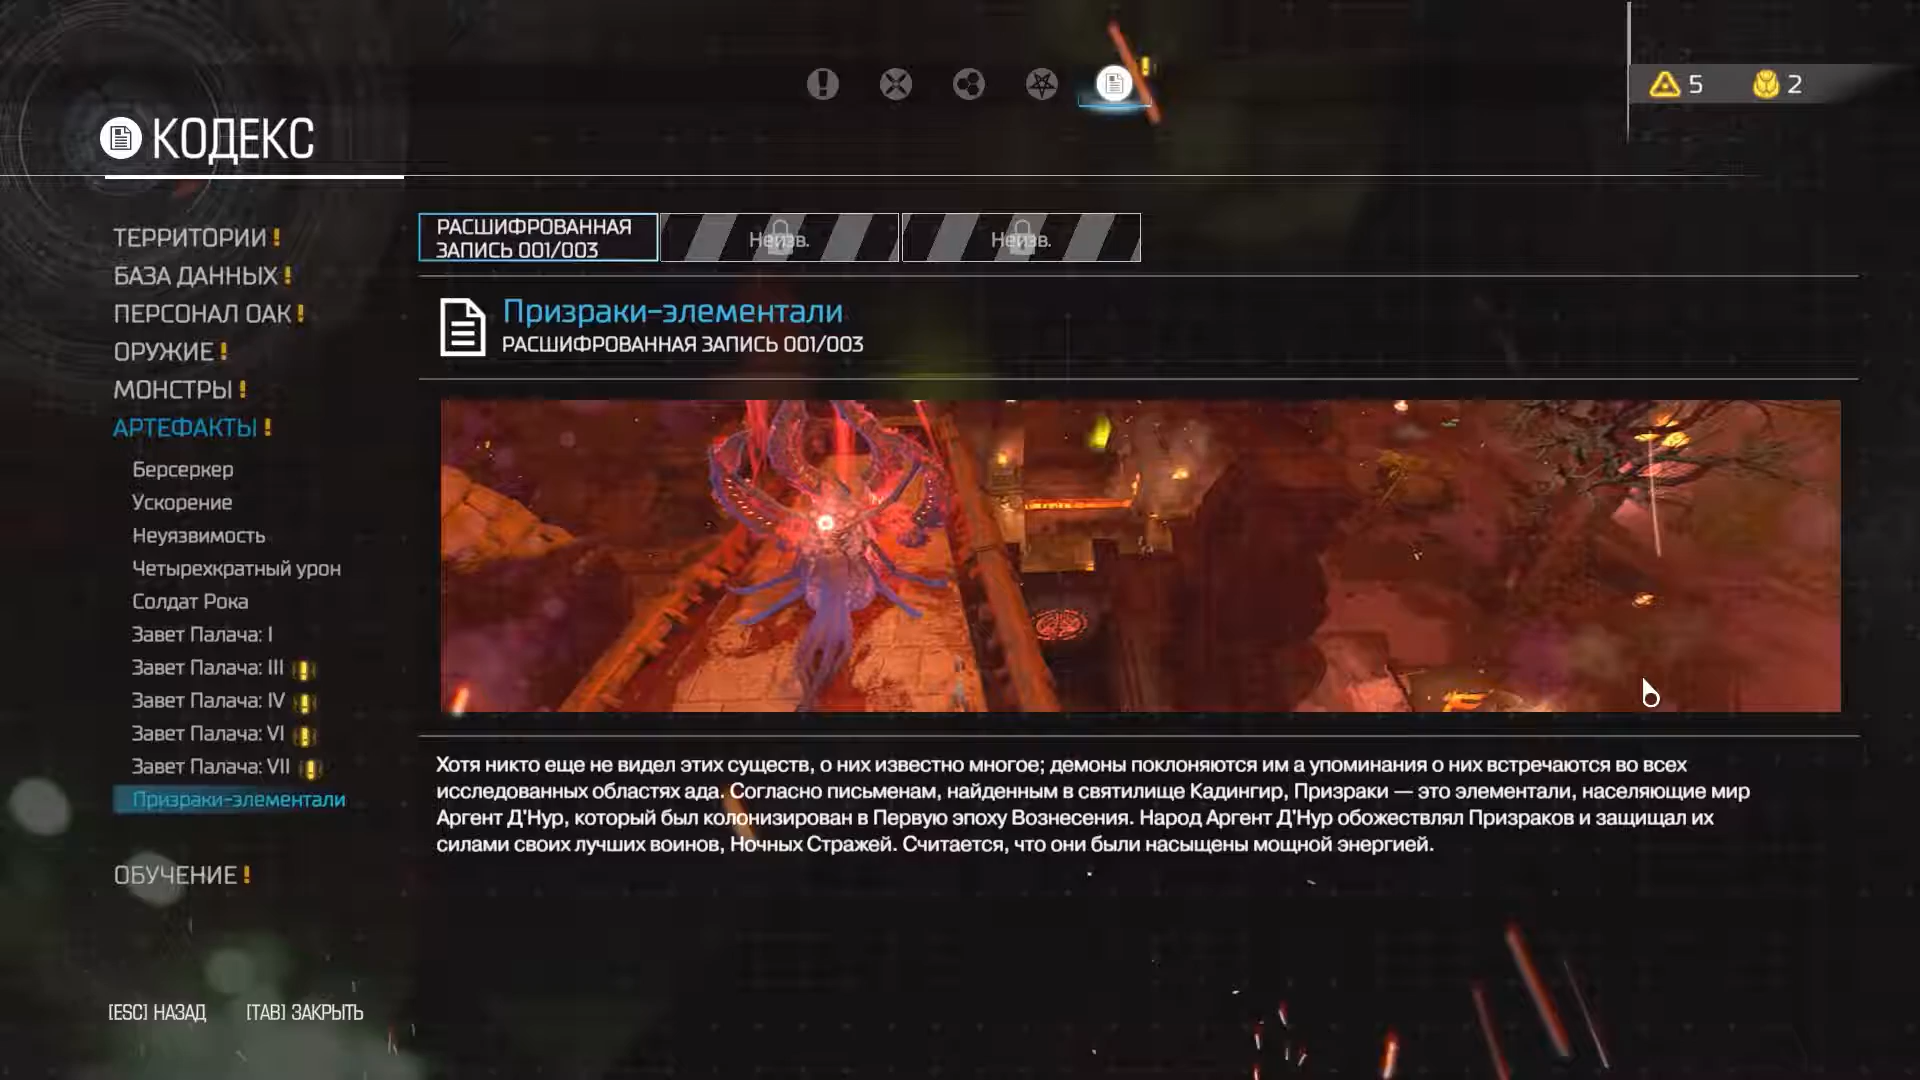 5
2
КОДЕКС
ТЕРРИТОРИИ!
БАЗА ДАННЫХ!
ПЕРСОНАЛ ОАК!
ОРУЖИЕ!
МОНСТРЫ!
АРТЕФАКТЫ!
Берсеркер
Ускорение
Неуязвимость
Четырехкратный урон
Солдат Рока
Завет Палача: I
Завет Палача: III !
Завет Палача: IV !
Завет Палача: VI !
Завет Палача: VII !
Призраки-элементали
ОБУЧЕНИЕ!
РАСШИФРОВАННАЯ
ЗАПИСЬ 001/003
Неизв.
Неизв.
Призраки-элементали
РАСШИФРОВАННАЯ ЗАПИСЬ 001/003
Хотя никто еще не видел этих существ, о них известно многое; демоны поклоняются им а упоминания о них встречаются во всех
исследованных областях ада. Согласно письменам, найденным в святилище Кадингир, Призраки — это элементали, населяющие мир
Аргент Д'Нур, который был колонизирован в Первую эпоху Вознесения. Народ Аргент Д'Нур обожествлял Призраков и защищал их
силами своих лучших воинов, Ночных Стражей. Считается, что они были насыщены мощной энергией.
[ESC] НАЗАД
[TAB] ЗАКРЫТЬ